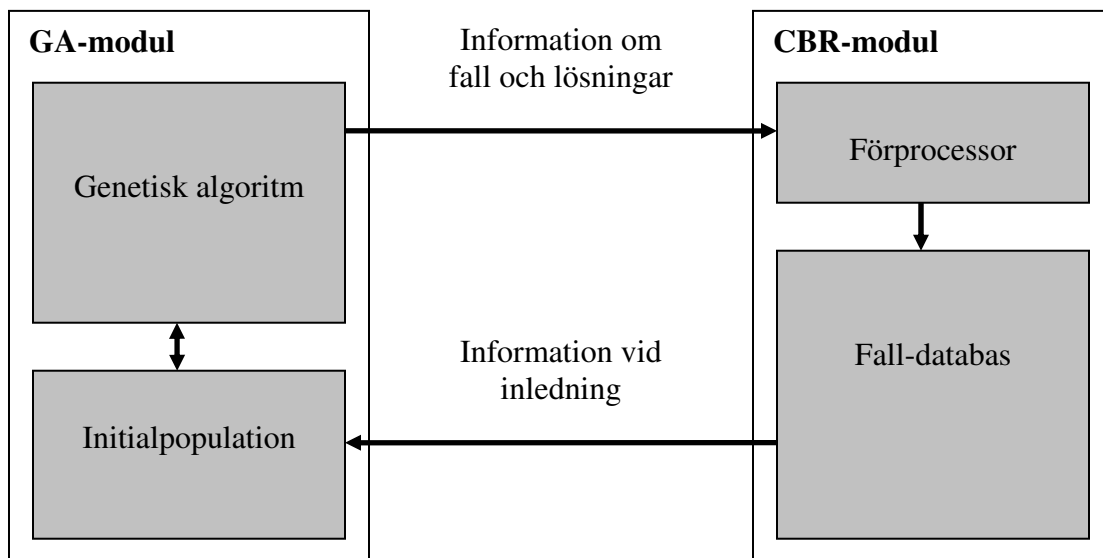 GA-modul
Information om
fall och lösningar
CBR-modul
Genetisk algoritm
Förprocessor
Information vid
inledning
Fall-databas
Initialpopulation